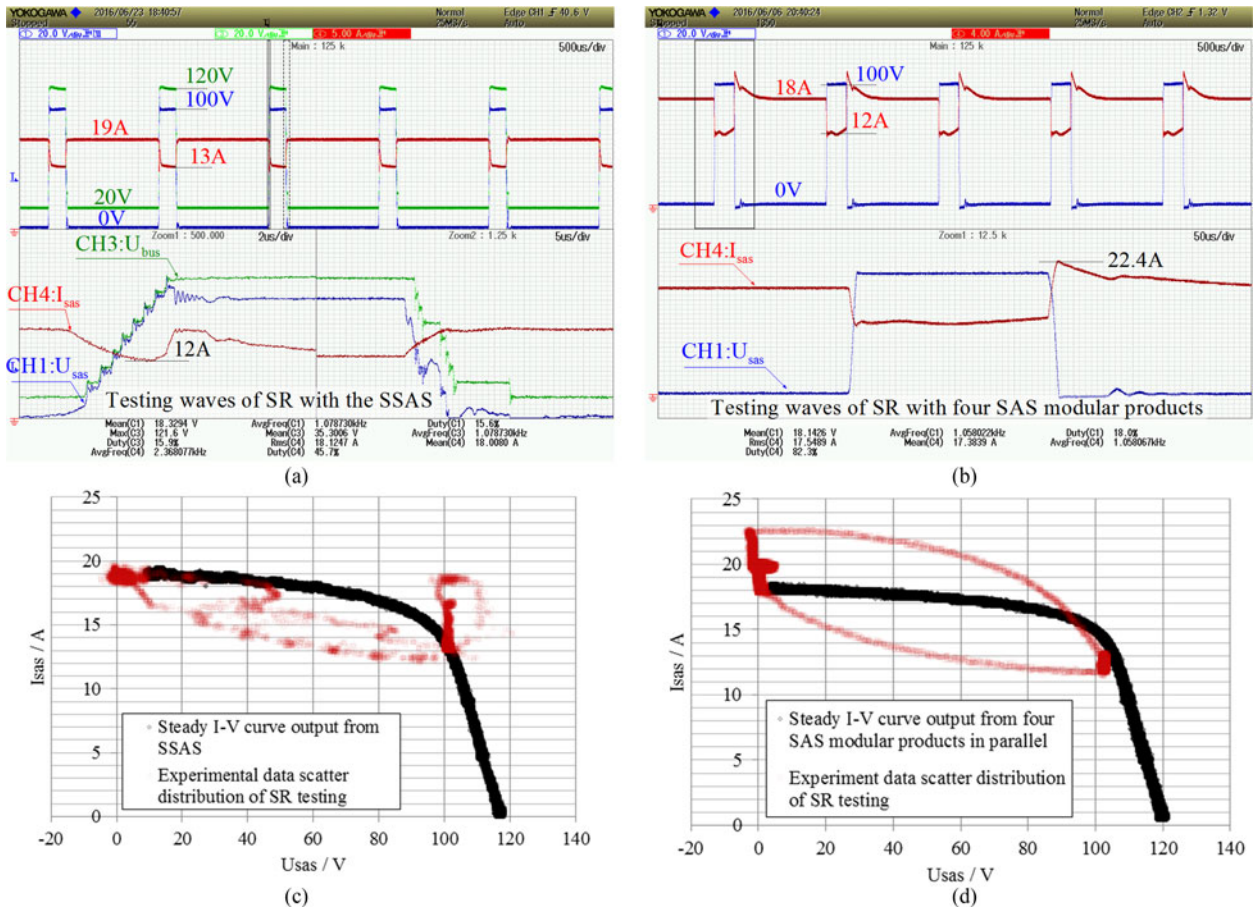 YOKOGAWA 2016/06/23 18:40:57
Normal
Edge CH1 40.6 V
Stopped
55
25MS/s
Auto
20.0 V
20.0 V
5.00 A
Main : 125 k
500us/div
120V
100V
19A
13A
20V
0V
Zoom1 : 500.000
2us/div
Zoom2 : 1.25 k
5us/div
CH3:Ubus
CH4:Isas
12A
CH1:Usas
Testing waves of SR with the SSAS
Mean(C1) 18.3294 V
AvgFreq(C1) 1.078730kHz
Duty(C1) 15.6%
Max(C3) 121.6 V
Mean(C3) 35.3006 V
AvgFreq(C3) 1.078730kHz
Duty(C3) 15.9%
Rms(C4) 18.1247 A
Mean(C4) 18.0080 A
AvgFreq(C4) 2.368077kHz
Duty(C4) 45.7%
(a)
YOKOGAWA 2016/06/06 20:40:24
Normal
Edge CH2 1.32 V
Stopped
1350
25MS/s
Auto
20.0 V
4.00 A
Main : 125 k
500us/div
18A
100V
12A
0V
Zoom1 : 12.5 k
50us/div
CH4:Isas
22.4A
CH1:Usas
Testing waves of SR with four SAS modular products
Mean(C1) 18.1426 V
AvgFreq(C1) 1.058022kHz
Duty(C1) 18.0%
Rms(C4) 17.5489 A
Mean(C4) 17.3839 A
AvgFreq(C4) 1.058067kHz
Duty(C4) 82.3%
(b)
25
20
15
10
5
0
Isas / A
Steady I-V curve output from
SSAS
Experimental data scatter
distribution of SR testing
-20 0 20 40 60 80 100 120 140
Usas / V
(c)
25
20
15
10
5
0
Isas / A
Steady I-V curve output from four
SAS modular products in parallel
Experiment data scatter distribution
of SR testing
-20 0 20 40 60 80 100 120 140
Usas / V
(d)